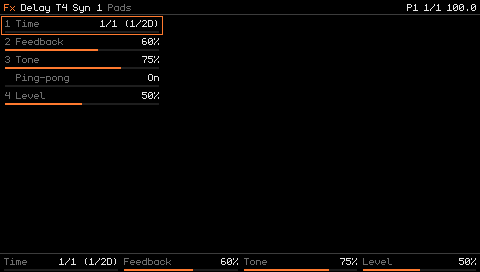 Fx Delay T4 Syn 1 Pads P1 1/1 100.0
1 Time 1/1 (1/2D)
2 Feedback 60%
3 Tone 75%
Ping-pong On
4 Level 50%
Time 1/1 (1/2D) Feedback 60% Tone 75% Level 50%